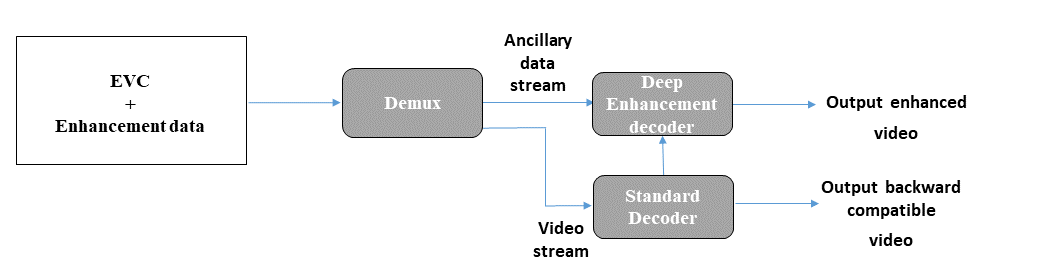 EVC
+
Enhancement data
Demux
Ancillary
data
stream
Deep
Enhancement
decoder
Output enhanced
video
Video
stream
Standard
Decoder
Output backward
compatible
video